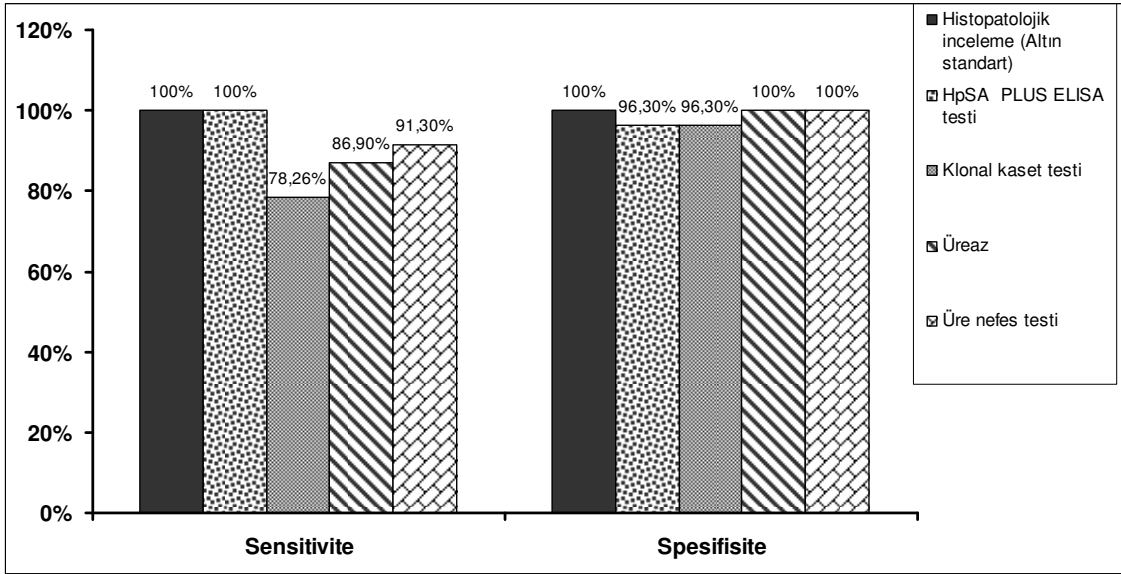 120%
100%
80%
60%
40%
20%
0%
100%
100%
78,26%
86,90%
91,30%
100%
96,30%
96,30%
100%
100%
Sensitivite
Spesifisite
Histopatolojik
inceleme (Altın
standart)
HpSA PLUS ELISA
testi
Klonal kaset testi
Üreaz
Üre nefes testi